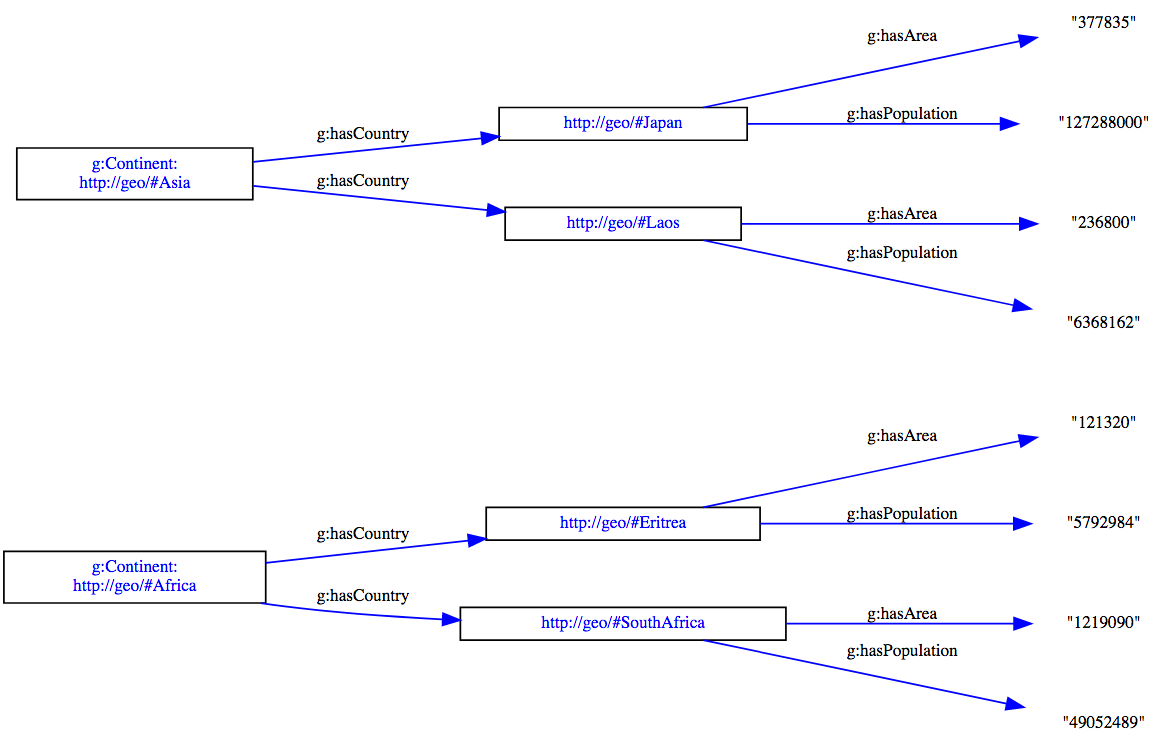 "377835"
g:hasArea
g:hasPopulation
"127288000"
http://geo/#Japan
g:hasCountry
g:Continent:
http://geo/#Asia
g:hasCountry
http://geo/#Laos
g:hasArea
"236800"
g:hasPopulation
"6368162"
"121320"
g:hasArea
g:hasPopulation
"5792984"
http://geo/#Eritrea
g:hasCountry
g:Continent:
http://geo/#Africa
g:hasCountry
http://geo/#SouthAfrica
g:hasArea
"1219090"
g:hasPopulation
"49052489"